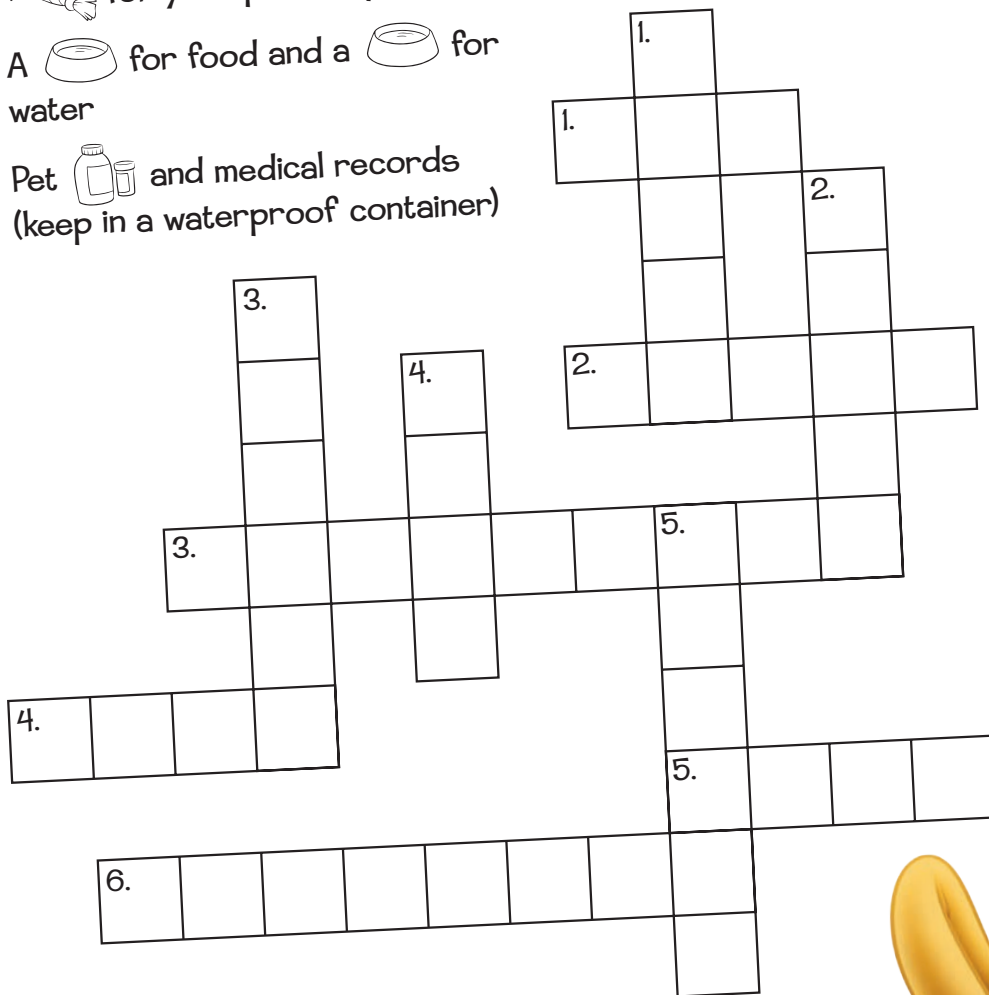 A for food and a for
water
Pet and medical records
(keep in a waterproof container)
1.
1.
2.
3.
4.
2.
3.
5.
4.
5.
6.